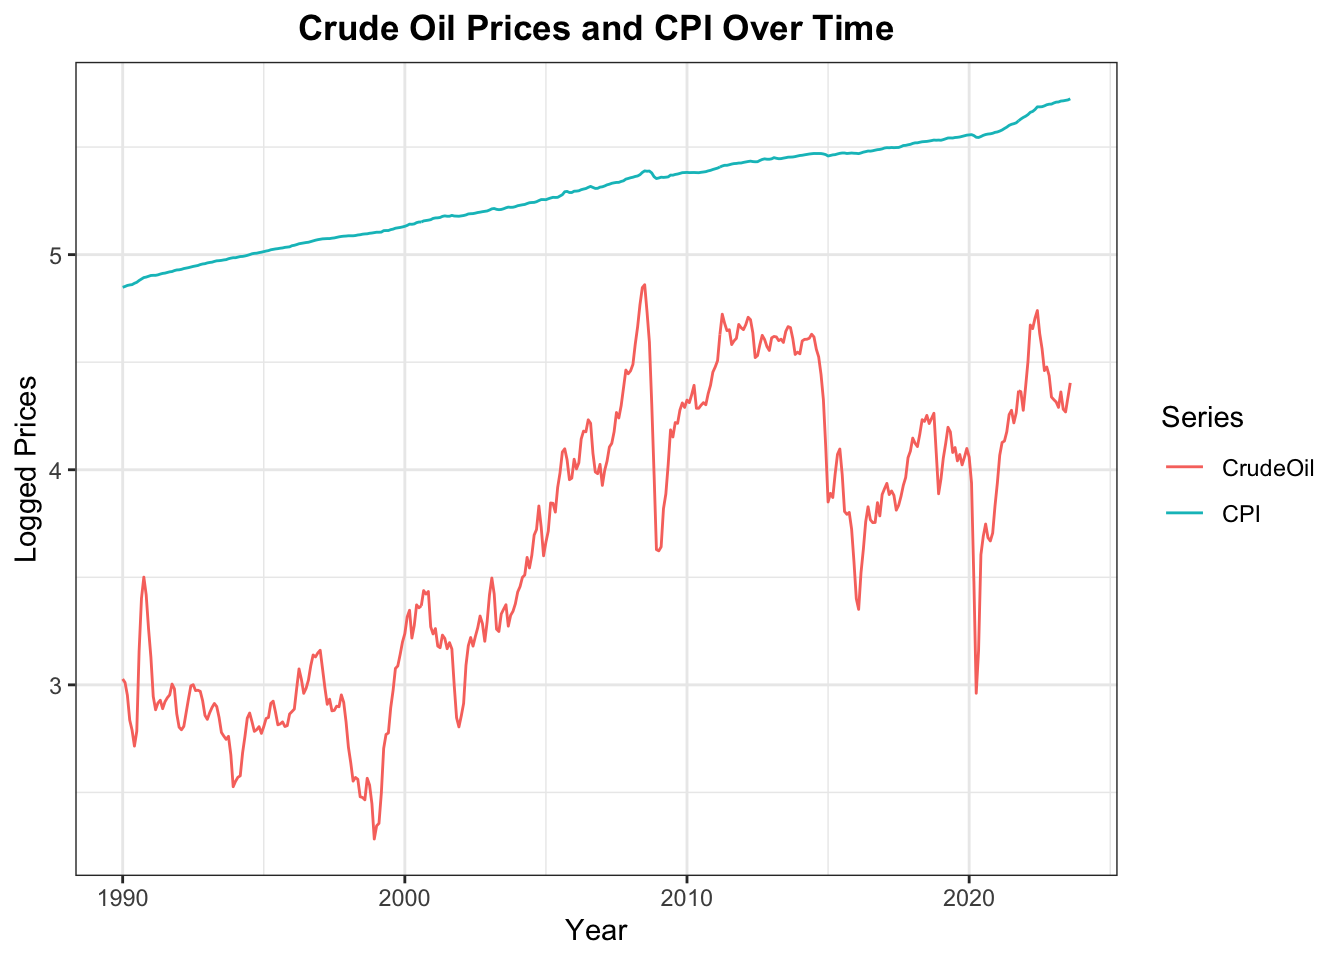 Crude Oil Prices and CPI Over Time
Logged Prices
5
4
3
1990 2000 2010 2020
Year
Series
CrudeOil
CPI